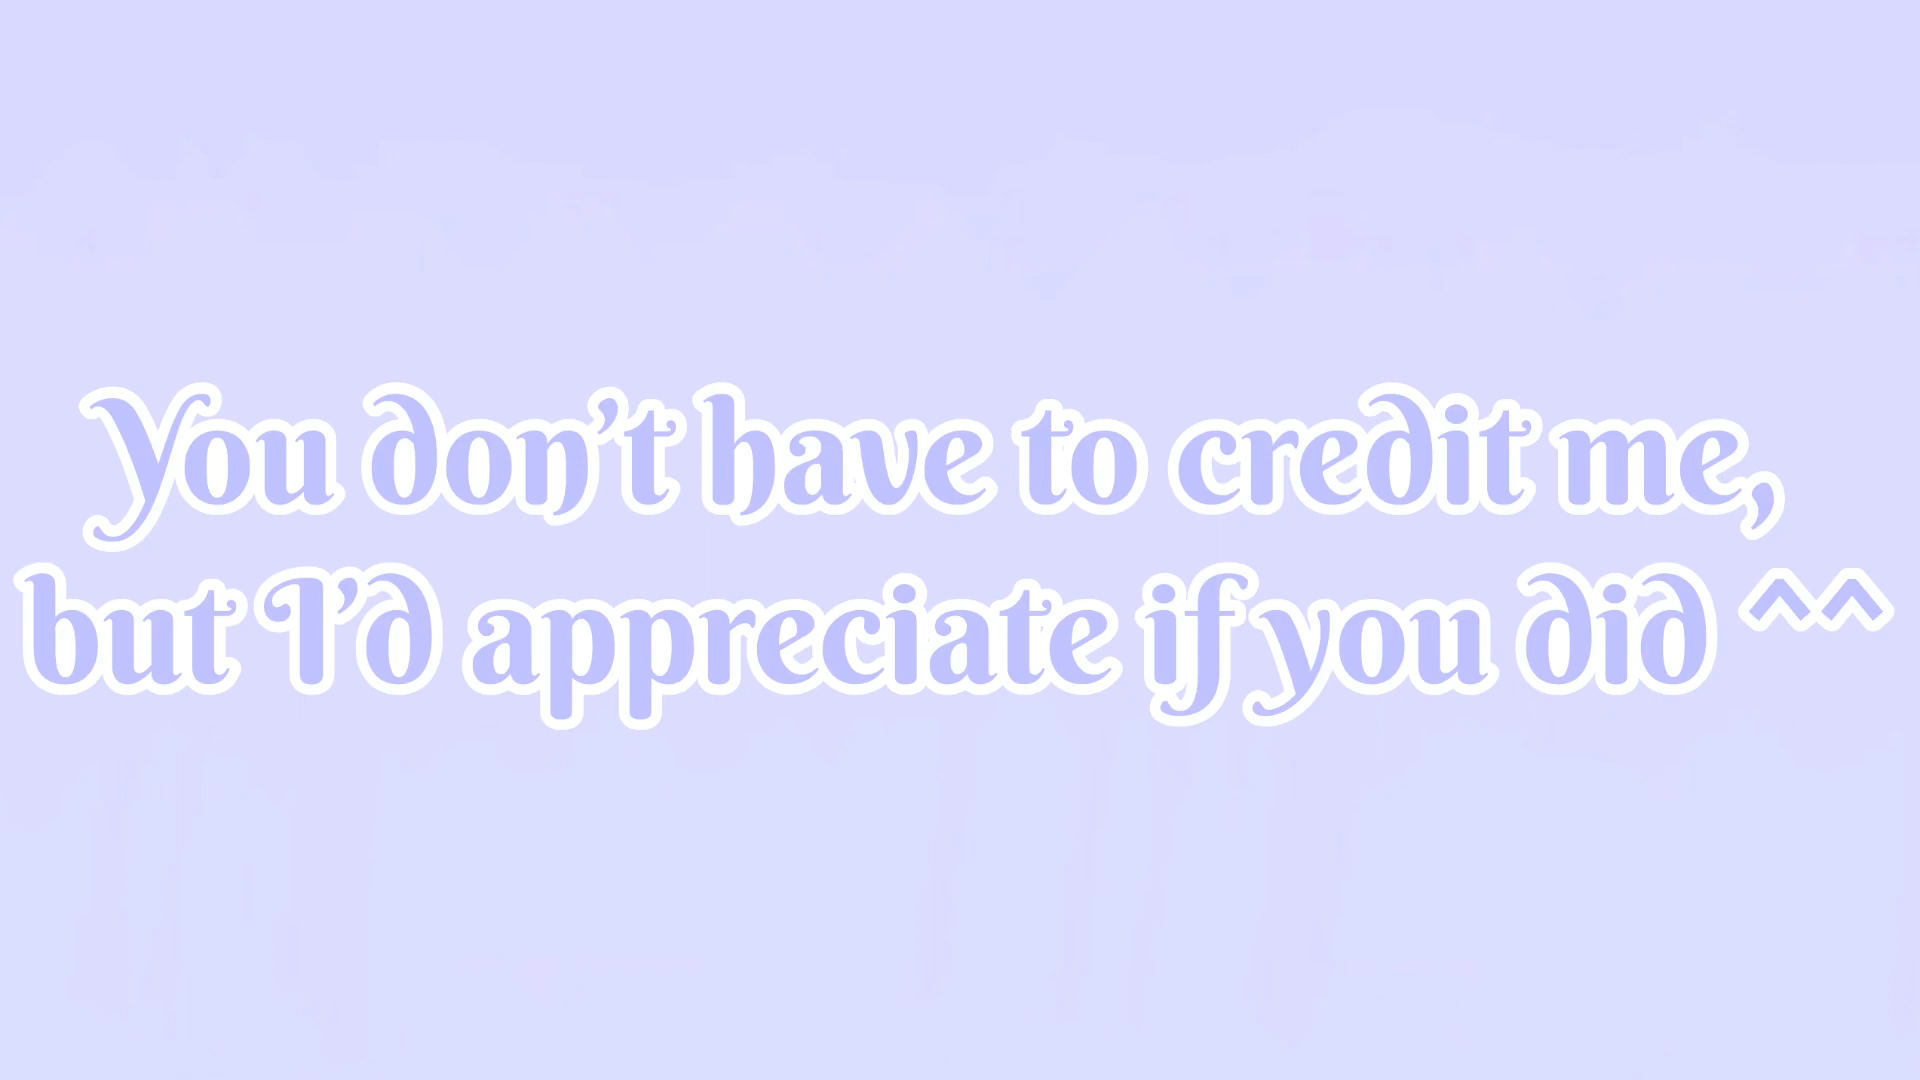 You don’t have to credit me,
but I’d appreciate if you did ^^